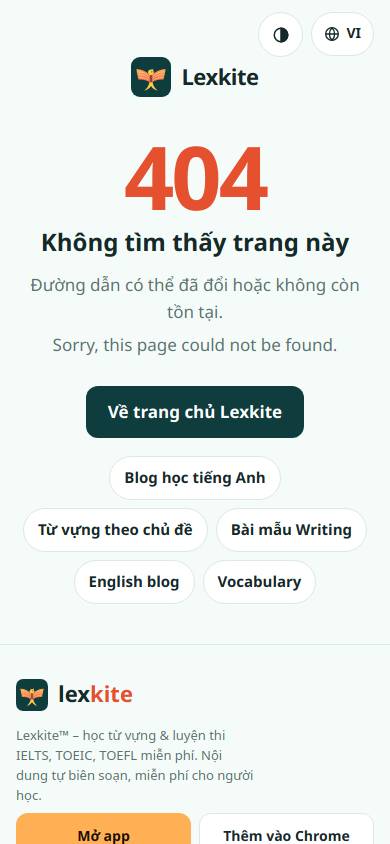 VI
Lexkite
404
Không tìm thấy trang này
Đường dẫn có thể đã đổi hoặc không còn
tồn tại.
Sorry, this page could not be found.
Về trang chủ Lexkite
Blog học tiếng Anh
Từ vựng theo chủ đề
Bài mẫu Writing
English blog
Vocabulary
lexkite
Lexkite™ – học từ vựng & luyện thi
IELTS, TOEIC, TOEFL miễn phí. Nội
dung tự biên soạn, miễn phí cho người
học.
Mở app
Thêm vào Chrome